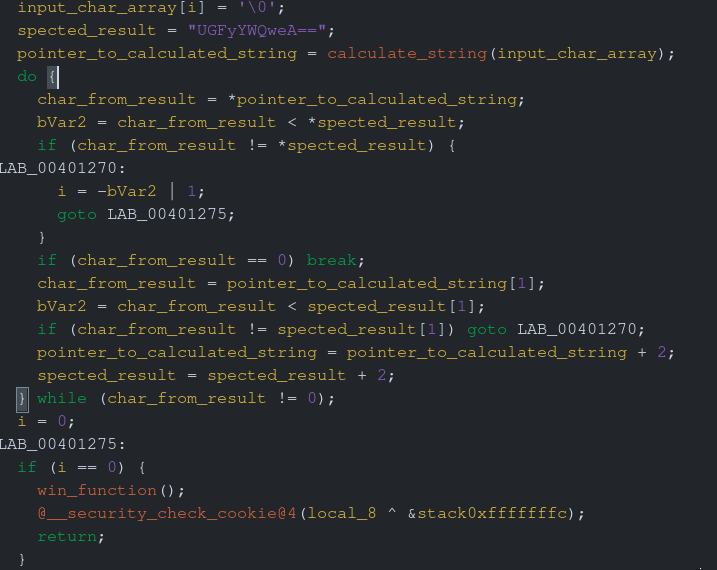 input_char_array[i] = '\0';
spected_result = "UGFyYWQweA==";
pointer_to_calculated_string = calculate_string(input_char_array);
do {
char_from_result = *pointer_to_calculated_string;
bVar2 = char_from_result < *spected_result;
if (char_from_result != *spected_result) {
LAB_00401270:
i = -bVar2 | 1;
goto LAB_00401275;
}
if (char_from_result == 0) break;
char_from_result = pointer_to_calculated_string[1];
bVar2 = char_from_result < spected_result[1];
if (char_from_result != spected_result[1]) goto LAB_00401270;
pointer_to_calculated_string = pointer_to_calculated_string + 2;
spected_result = spected_result + 2;
} while (char_from_result != 0);
i = 0;
LAB_00401275:
if (i == 0) {
win_function();
@__security_check_cookie@4(local_8 ^ &stack0xfffffffc);
return;
}